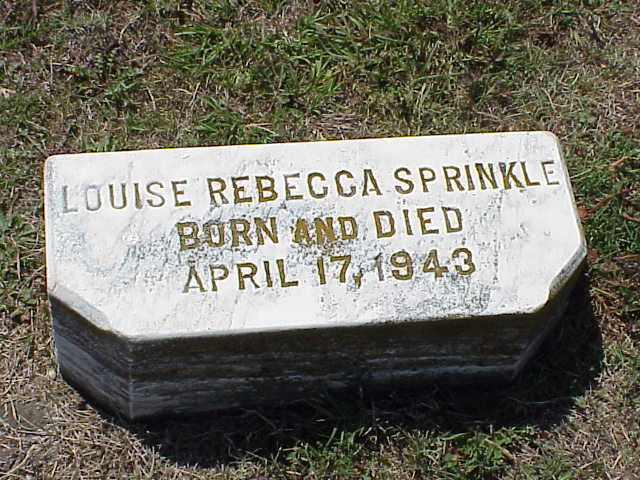 LOUISE REBECCA SPRINKLE
BORN AND DIED
APRIL 17, 1943